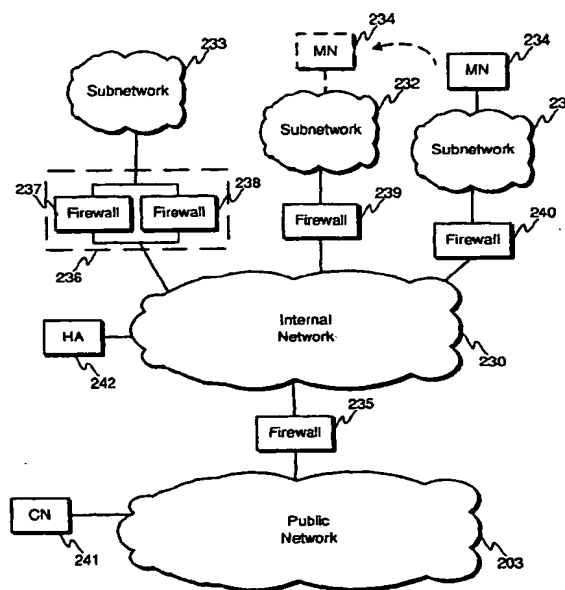 233
234
MN
234
MN
Subnetwork
232
Subnetwork
23
Subnetwork
237
Firewall
Firewall
238
Firewall
239
Firewall
240
236
Internal
Network
HA
242
230
235
Firewall
CN
241
Public
Network
203